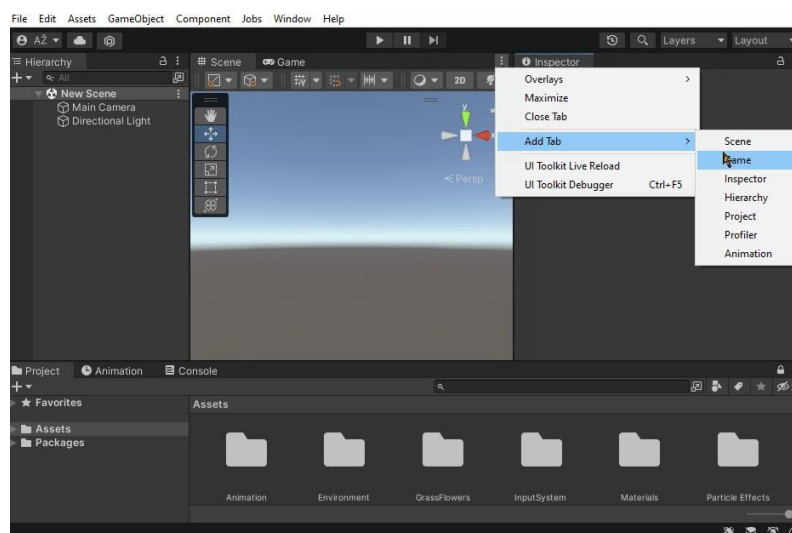 File Edit Assets GameObject Component Jobs Window Help
AŽ Layers Layout
Hierarchy # Scene Game Inspector
All 2D
New Scene
Main Camera
Directional Light
y
Persp
Overlays
Maximize
Close Tab
Add Tab
UI Toolkit Live Reload
UI Toolkit Debugger Ctrl+F5
Scene
Game
Inspector
Hierarchy
Project
Profiler
Animation
Project Animation Console
Favorites
Assets
Packages
Assets
Animation Environment GrassFlowers InputSystem Materials Particle Effects